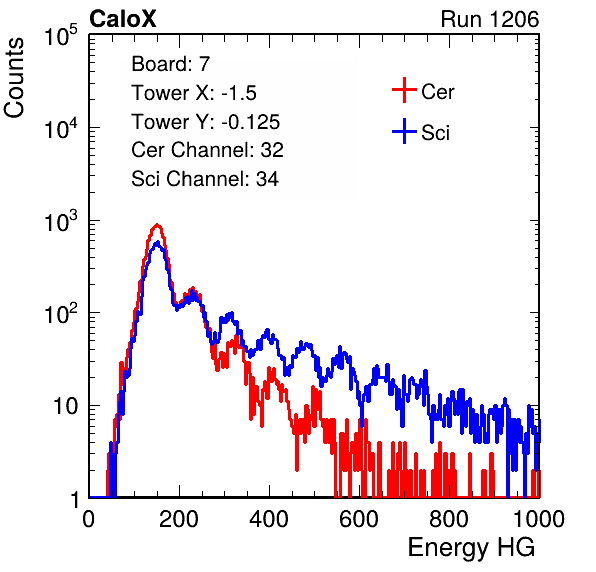 CaloX Run 1206
Counts
10^5
10^4
10^3
10^2
10
1
Board: 7
Tower X: -1.5
Tower Y: -0.125
Cer Channel: 32
Sci Channel: 34
Cer
Sci
0 200 400 600 800 1000
Energy HG